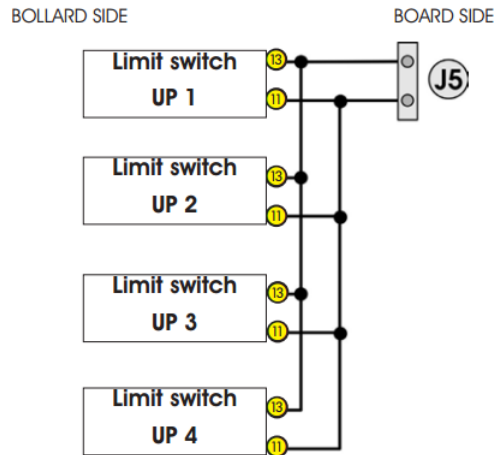 BOLLARD SIDE
BOARD SIDE
Limit switch
UP 1
13
11
J5
Limit switch
UP 2
13
11
Limit switch
UP 3
13
11
Limit switch
UP 4
13
11